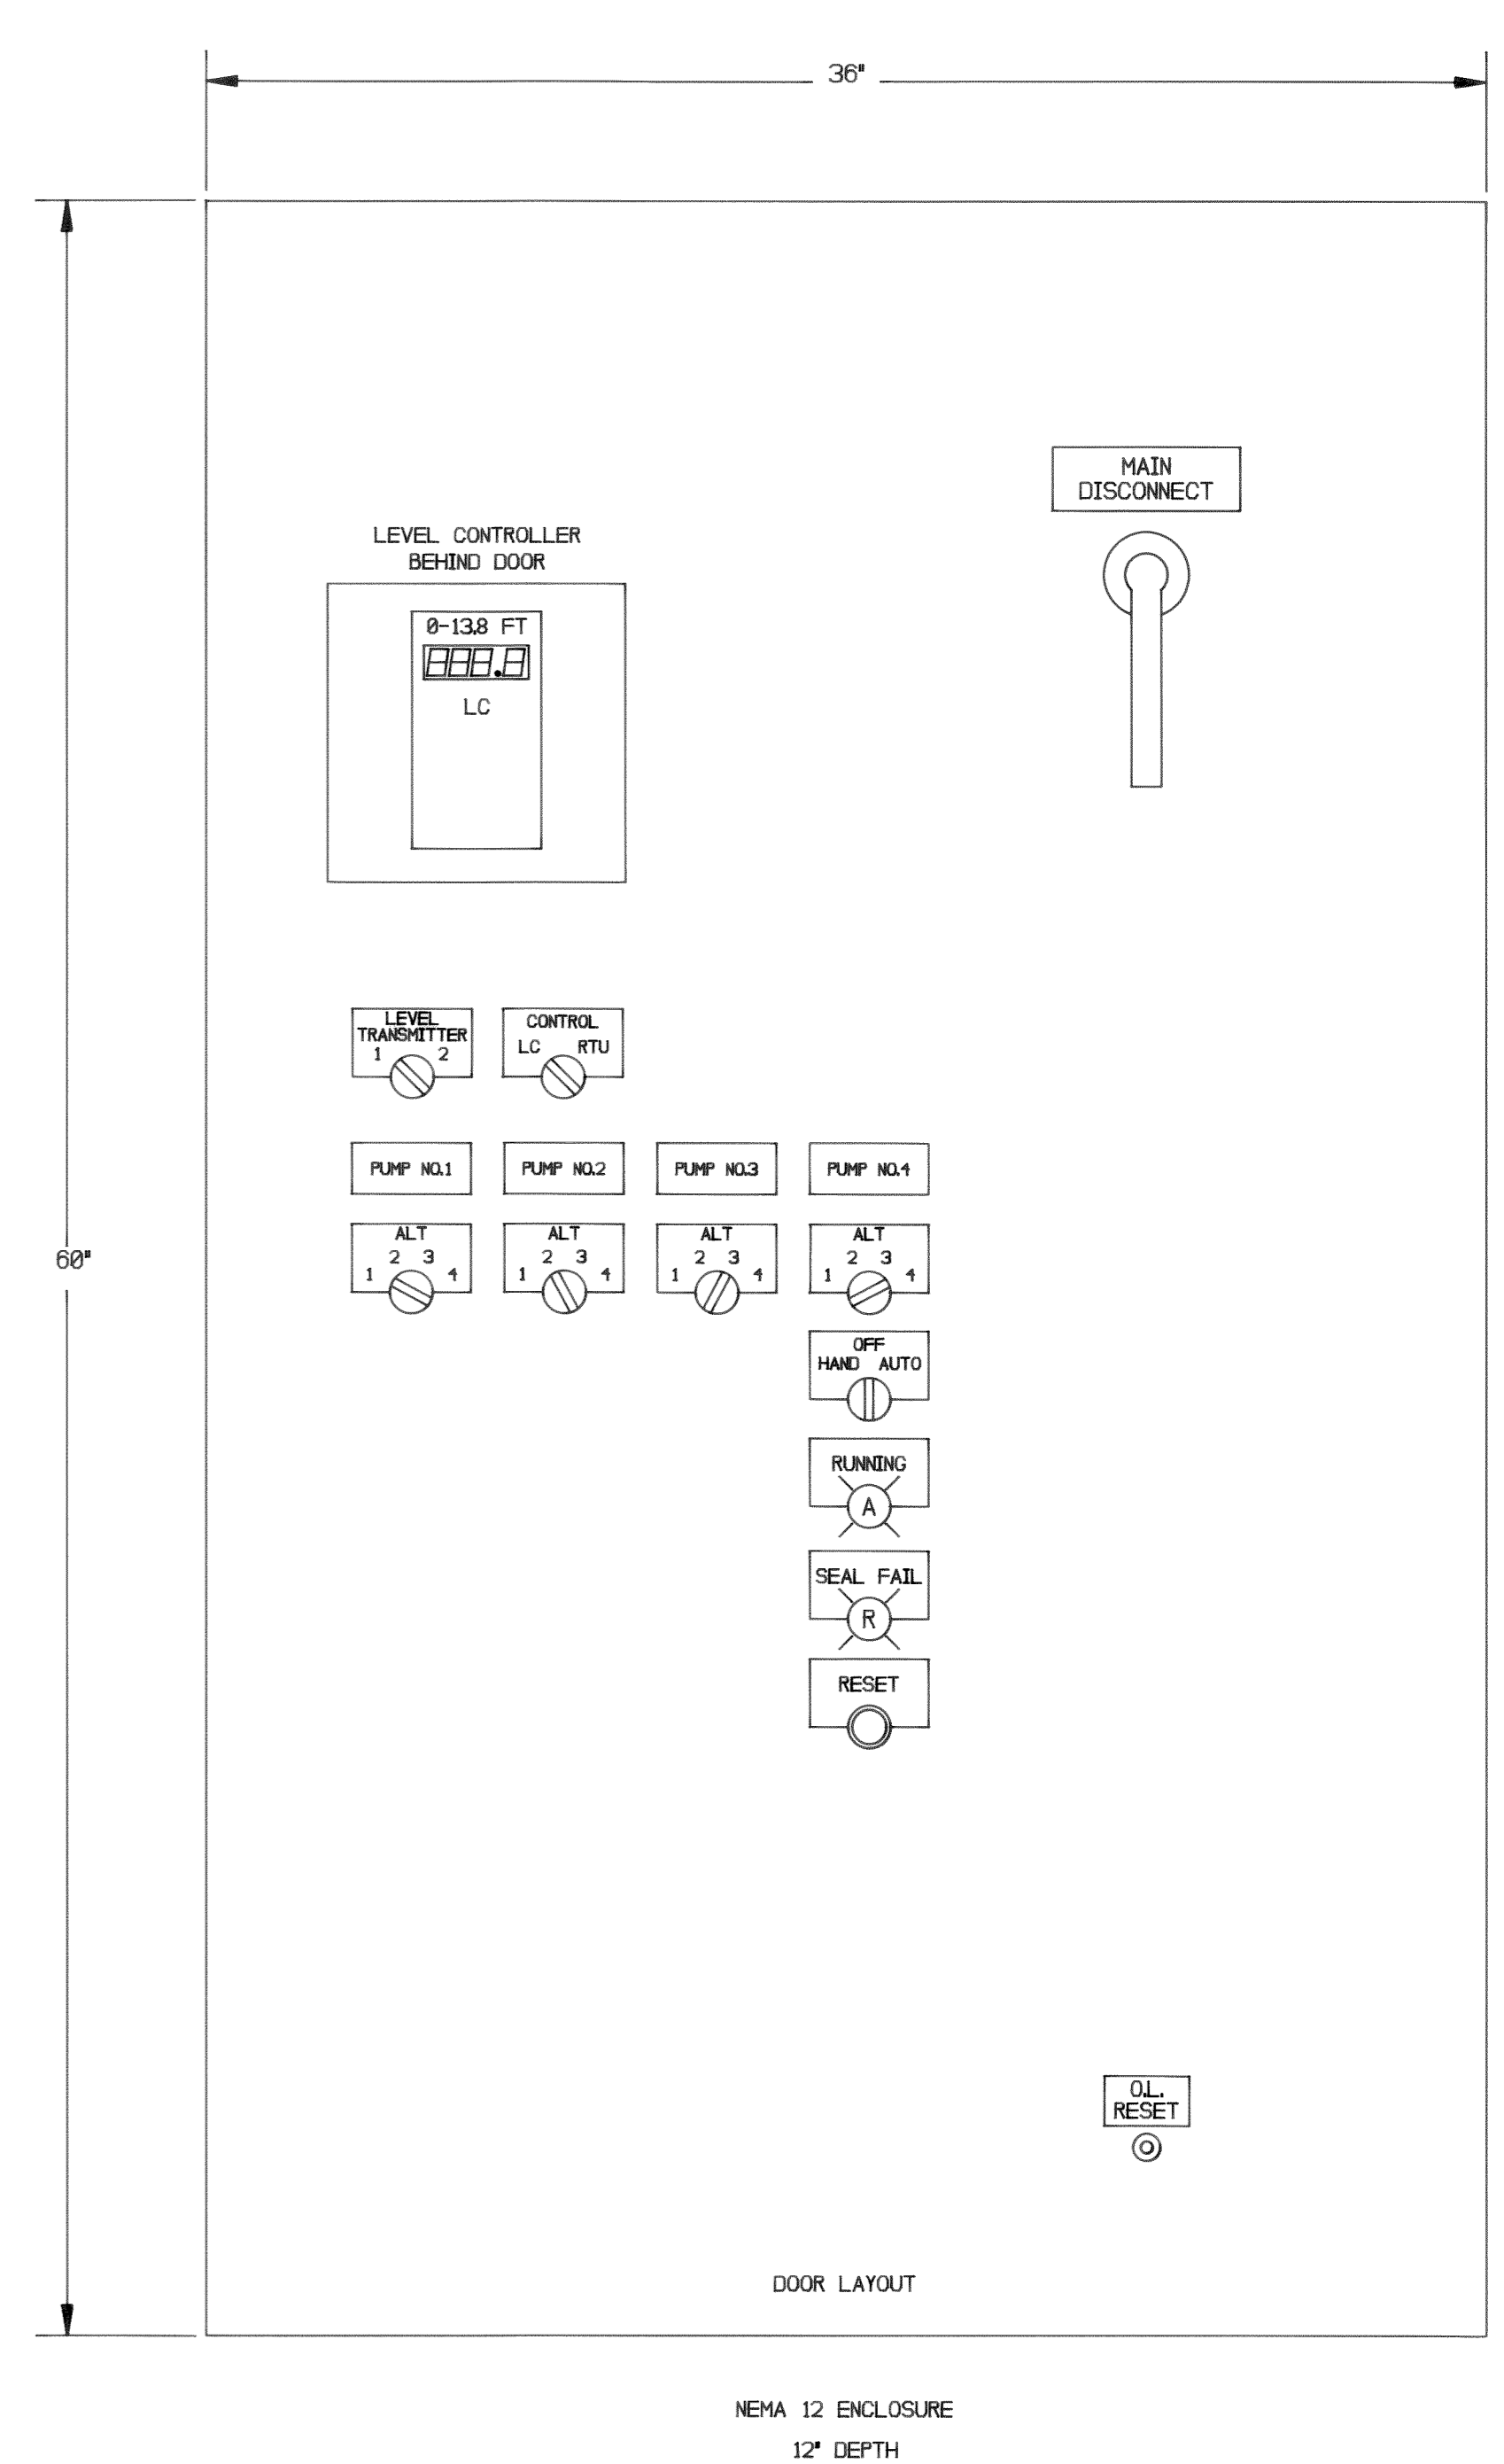 36"
MAIN
DISCONNECT
LEVEL CONTROLLER
BEHIND DOOR
0-13.8 FT
888.8
LC
LEVEL
TRANSMITTER
1 2
CONTROL
LC RTU
PUMP NO.1
PUMP NO.2
PUMP NO.3
PUMP NO.4
60"
ALT
2 3
1 4
ALT
2 3
1 4
ALT
2 3
1 4
ALT
2 3
1 4
OFF
HAND AUTO
RUNNING
A
SEAL FAIL
R
RESET
O.L.
RESET
DOOR LAYOUT
NEMA 12 ENCLOSURE
12" DEPTH